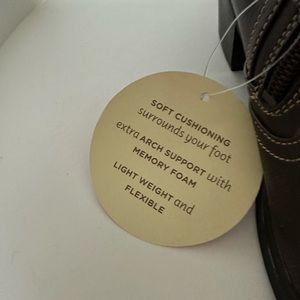 SOFT CUSHIONING
surrounds your foot
extra ARCH SUPPORT with
MEMORY FOAM
LIGHT WEIGHT and
FLEXIBLE